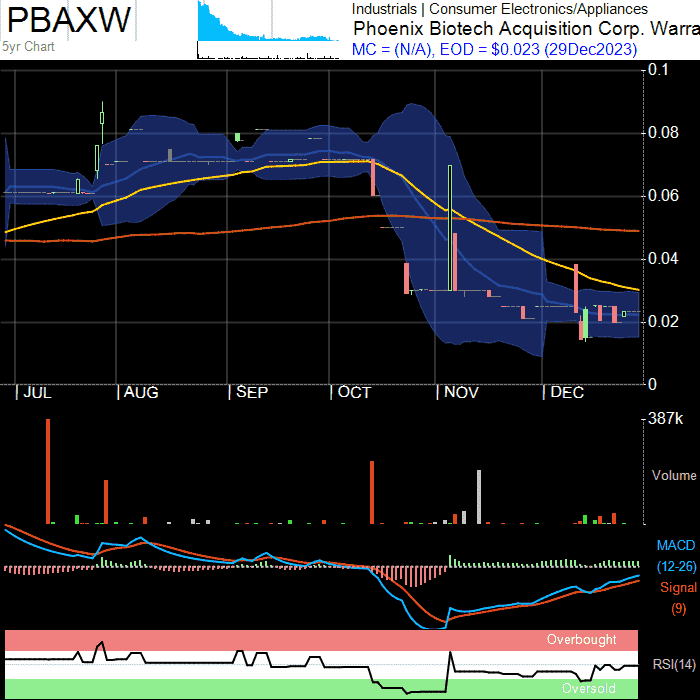 PBAXW
5yr Chart
Industrials | Consumer Electronics/Appliances
Phoenix Biotech Acquisition Corp. Warra
MC = (N/A), EOD = $0.023 (29Dec2023)
0.1
0.08
0.06
0.04
0.02
0
| JUL | AUG | SEP | OCT | NOV | DEC
387k
Volume
MACD
(12-26)
Signal
(9)
Overbought
RSI(14)
Oversold